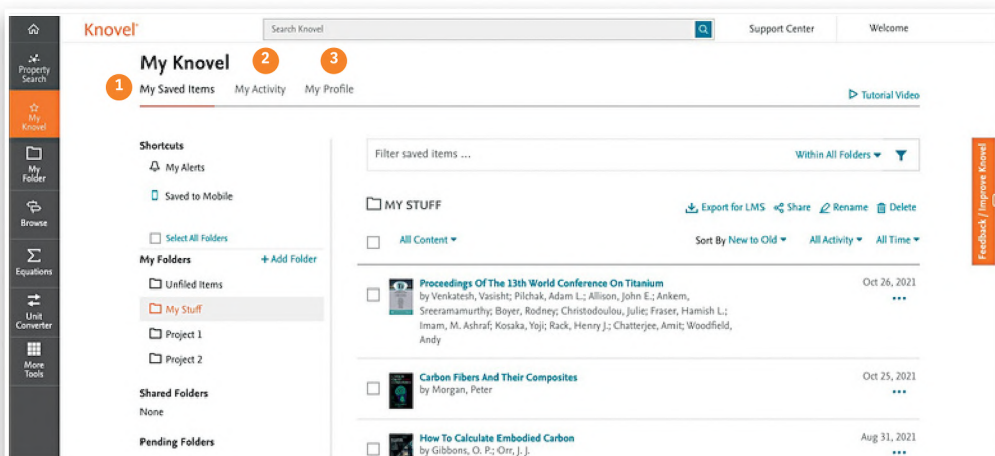 Knovel
Search Knovel
Support Center
Welcome
Property
Search
My
Knovel
My
Folder
Browse
Equations
Unit
Converter
More
Tools
My Knovel
2
3
1
My Saved Items
My Activity
My Profile
Tutorial Video
Shortcuts
My Alerts
Saved to Mobile
Select All Folders
My Folders
+ Add Folder
Unfiled Items
My Stuff
Project 1
Project 2
Shared Folders
None
Pending Folders
Filter saved items ...
Within All Folders
MY STUFF
Export for LMS
Share
Rename
Delete
All Content
Sort By New to Old
All Activity
All Time
Proceedings Of The 13th World Conference On Titanium
Oct 26, 2021
by Venkatesh, Vasisht; Pilchak, Adam L.; Allison, John E.; Ankem,
Sreeramamurthy; Boyer, Rodney; Christodoulou, Julie; Fraser, Hamish L.;
Imam, M. Ashraf; Kosaka, Yoji; Rack, Henry J.; Chatterjee, Amit; Woodfield,
Andy
Carbon Fibers And Their Composites
Oct 25, 2021
by Morgan, Peter
How To Calculate Embodied Carbon
Aug 31, 2021
by Gibbons, O. P.; Orr, J. J.
Feedback / Improve Knovel